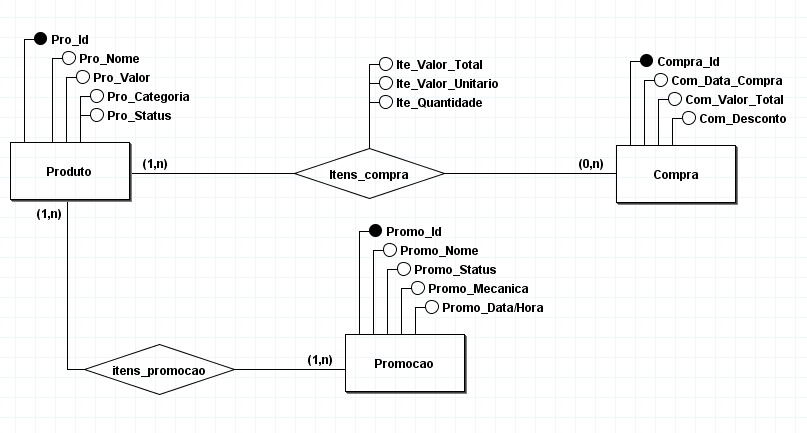 Pro_Id
Pro_Nome
Pro_Valor
Pro_Categoria
Pro_Status
Produto
(1,n)
(1,n)
Ite_Valor_Total
Ite_Valor_Unitario
Ite_Quantidade
Itens_compra
(0,n)
Compra_Id
Com_Data_Compra
Com_Valor_Total
Com_Desconto
Compra
Promo_Id
Promo_Nome
Promo_Status
Promo_Mecanica
Promo_Data/Hora
itens_promocao
(1,n)
Promocao